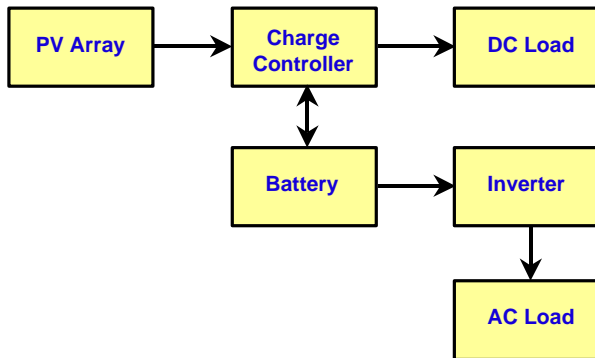 PV Array
Charge
Controller
DC Load
Battery
Inverter
AC Load